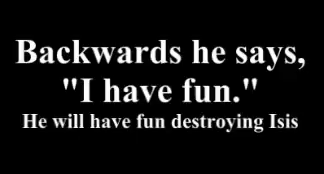 Backwards he says,
"I have fun."
He will have fun destroying Isis